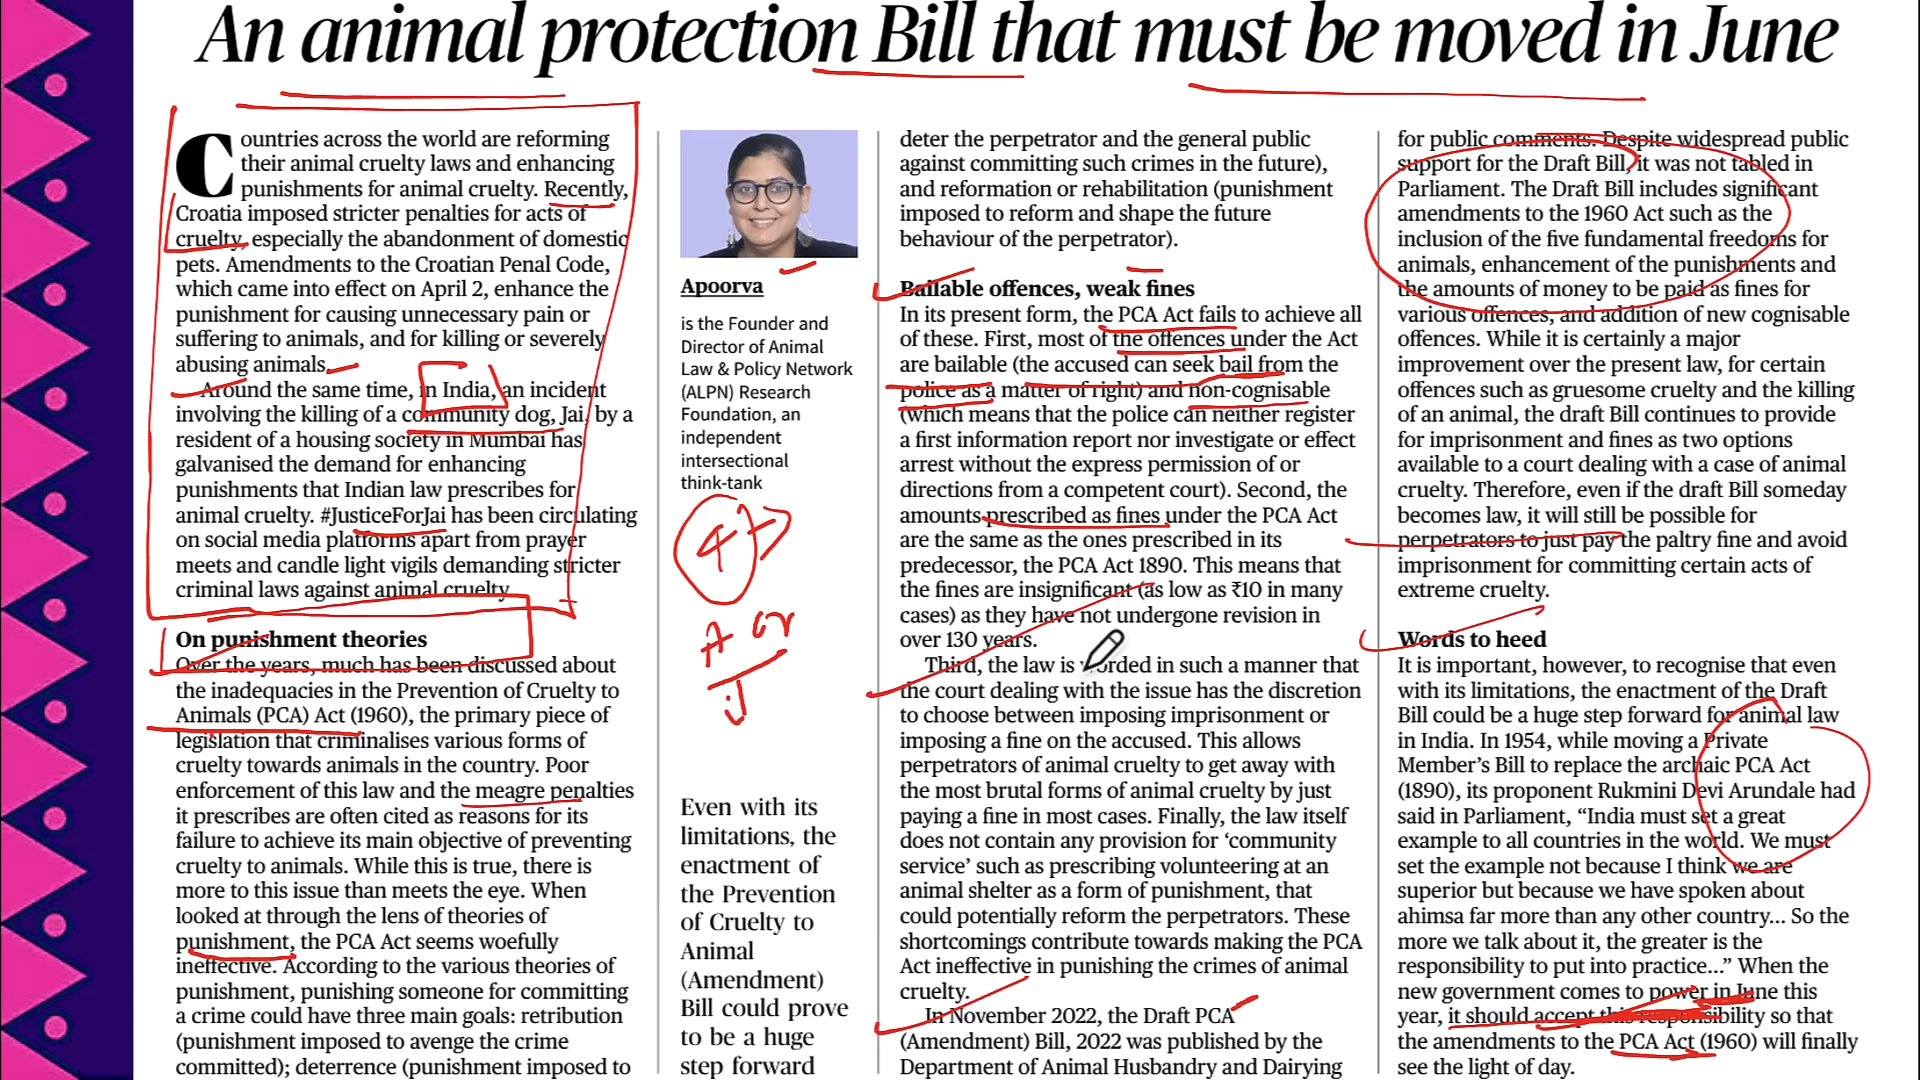 An animal protection Bill that must be moved in June
Countries across the world are reforming
their animal cruelty laws and enhancing
punishments for animal cruelty. Recently,
Croatia imposed stricter penalties for acts of
cruelty, especially the abandonment of domestic
pets. Amendments to the Croatian Penal Code,
which came into effect on April 2, enhance the
punishment for causing unnecessary pain or
suffering to animals, and for killing or severely
abusing animals.
Around the same time, in India, an incident
involving the killing of a community dog, Jai, by a
resident of a housing society in Mumbai has
galvanised the demand for enhancing
punishments that Indian law prescribes for
animal cruelty. #JusticeForJai has been circulating
on social media platforms apart from prayer
meets and candle light vigils demanding stricter
criminal laws against animal cruelty.
On punishment theories
Over the years, much has been discussed about
the inadequacies in the Prevention of Cruelty to
Animals (PCA) Act (1960), the primary piece of
legislation that criminalises various forms of
cruelty towards animals in the country. Poor
enforcement of this law and the meagre penalties
it prescribes are often cited as reasons for its
failure to achieve its main objective of preventing
cruelty to animals. While this is true, there is
more to this issue than meets the eye. When
looked at through the lens of theories of
punishment, the PCA Act seems woefully
ineffective. According to the various theories of
punishment, punishing someone for committing
a crime could have three main goals: retribution
(punishment imposed to avenge the crime
committed); deterrence (punishment imposed to
Apoorva
is the Founder and
Director of Animal
Law & Policy Network
(ALPN) Research
Foundation, an
independent
intersectional
think-tank
Even with its
limitations, the
enactment of
the Prevention
of Cruelty to
Animal
(Amendment)
Bill could prove
to be a huge
step forward
deter the perpetrator and the general public
against committing such crimes in the future),
and reformation or rehabilitation (punishment
imposed to reform and shape the future
behaviour of the perpetrator).
Bailable offences, weak fines
In its present form, the PCA Act fails to achieve all
of these. First, most of the offences under the Act
are bailable (the accused can seek bail from the
police as a matter of right) and non-cognisable
(which means that the police can neither register
a first information report nor investigate or effect
arrest without the express permission of or
directions from a competent court). Second, the
amounts prescribed as fines under the PCA Act
are the same as the ones prescribed in its
predecessor, the PCA Act 1890. This means that
the fines are insignificant (as low as ₹10 in many
cases) as they have not undergone revision in
over 130 years.
Third, the law is worded in such a manner that
the court dealing with the issue has the discretion
to choose between imposing imprisonment or
imposing a fine on the accused. This allows
perpetrators of animal cruelty to get away with
the most brutal forms of animal cruelty by just
paying a fine in most cases. Finally, the law itself
does not contain any provision for ‘community
service’ such as prescribing volunteering at an
animal shelter as a form of punishment, that
could potentially reform the perpetrators. These
shortcomings contribute towards making the PCA
Act ineffective in punishing the crimes of animal
cruelty.
In November 2022, the Draft PCA
(Amendment) Bill, 2022 was published by the
Department of Animal Husbandry and Dairying
for public comments. Despite widespread public
support for the Draft Bill, it was not tabled in
Parliament. The Draft Bill includes significant
amendments to the 1960 Act such as the
inclusion of the five fundamental freedoms for
animals, enhancement of the punishments and
the amounts of money to be paid as fines for
various offences, and addition of new cognisable
offences. While it is certainly a major
improvement over the present law, for certain
offences such as gruesome cruelty and the killing
of an animal, the draft Bill continues to provide
for imprisonment and fines as two options
available to a court dealing with a case of animal
cruelty. Therefore, even if the draft Bill someday
becomes law, it will still be possible for
perpetrators to just pay the paltry fine and avoid
imprisonment for committing certain acts of
extreme cruelty.
Words to heed
It is important, however, to recognise that even
with its limitations, the enactment of the Draft
Bill could be a huge step forward for animal law
in India. In 1954, while moving a Private
Member’s Bill to replace the archaic PCA Act
(1890), its proponent Rukmini Devi Arundale had
said in Parliament, “India must set a great
example to all countries in the world. We must
set the example not because I think we are
superior but because we have spoken about
ahimsa far more than any other country... So the
more we talk about it, the greater is the
responsibility to put into practice...” When the
new government comes to power in June this
year, it should accept this responsibility so that
the amendments to the PCA Act (1960) will finally
see the light of day.